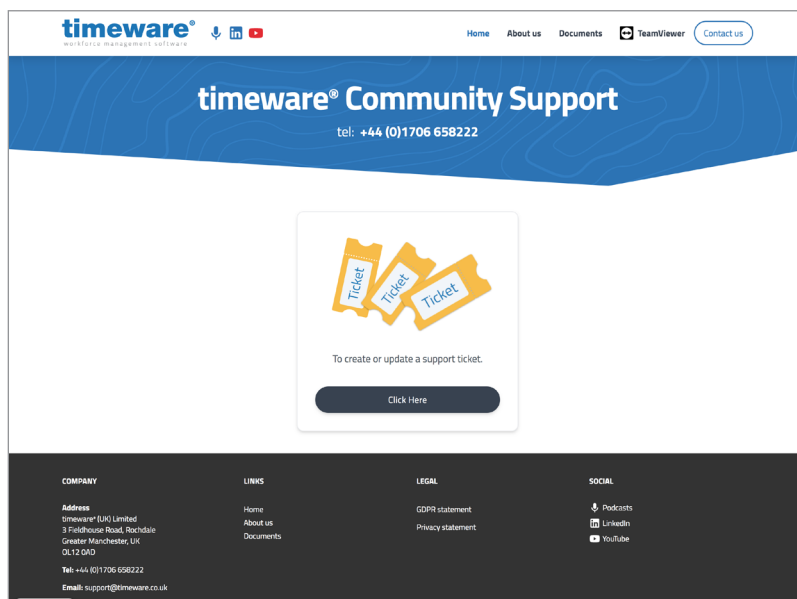 timeware®
workforce management software
Home
About us
Documents
TeamViewer
Contact us
timeware® Community Support
tel: +44 (0)1706 658222
Ticket
Ticket
Ticket
To create or update a support ticket.
Click Here
COMPANY
Address
timeware® (UK) Limited
3 Fieldhouse Road, Rochdale
Greater Manchester, UK
OL12 0AD
Tel: +44 (0)1706 658222
Email: support@timeware.co.uk
LINKS
Home
About us
Documents
LEGAL
GDPR statement
Privacy statement
SOCIAL
Podcasts
LinkedIn
YouTube